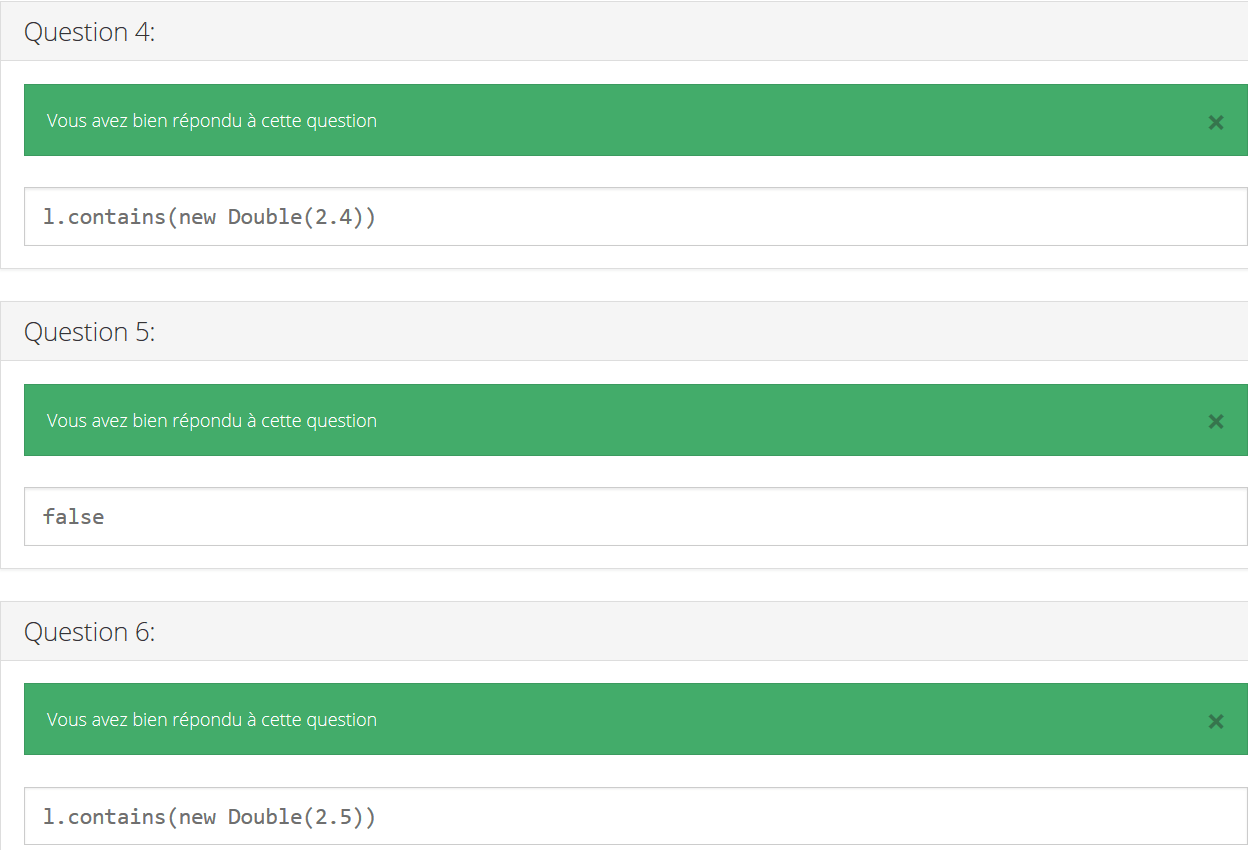 Question 4:
Vous avez bien répondu à cette question
×
l.contains(new Double(2.4))
Question 5:
Vous avez bien répondu à cette question
×
false
Question 6:
Vous avez bien répondu à cette question
×
l.contains(new Double(2.5))